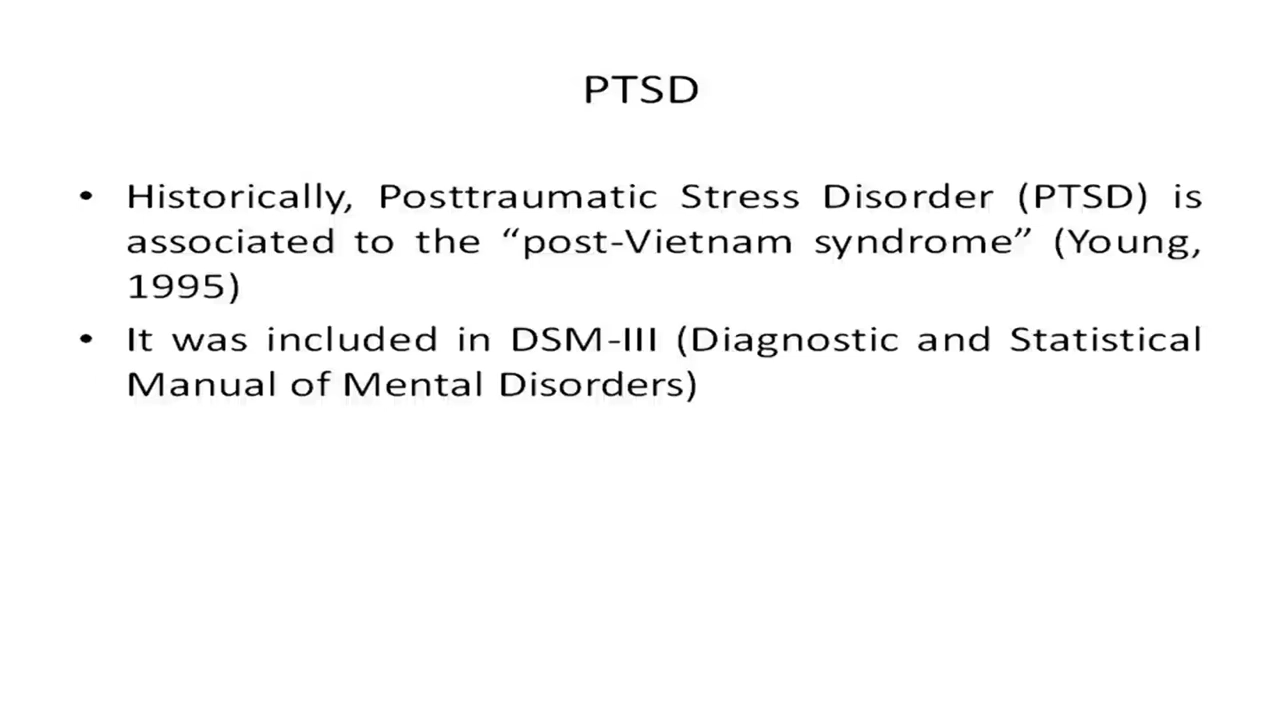 PTSD
• Historically, Posttraumatic Stress Disorder (PTSD) is
associated to the “post-Vietnam syndrome” (Young,
1995)
• It was included in DSM-III (Diagnostic and Statistical
Manual of Mental Disorders)